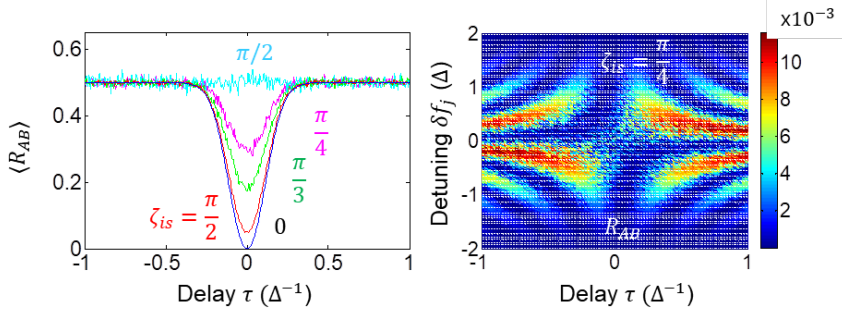 x10⁻³
0.6
0.4
0.2
0
-1
-0.5
0
0.5
1
⟨R_AB⟩
Delay τ (Δ⁻¹)
π/2
π/4
π/3
ζ_is = π/2
0
2
1
0
-1
-2
-1
0
1
Detuning δf_j (Δ)
Delay τ (Δ⁻¹)
ζ_is = π/4
R_AB
10
8
6
4
2